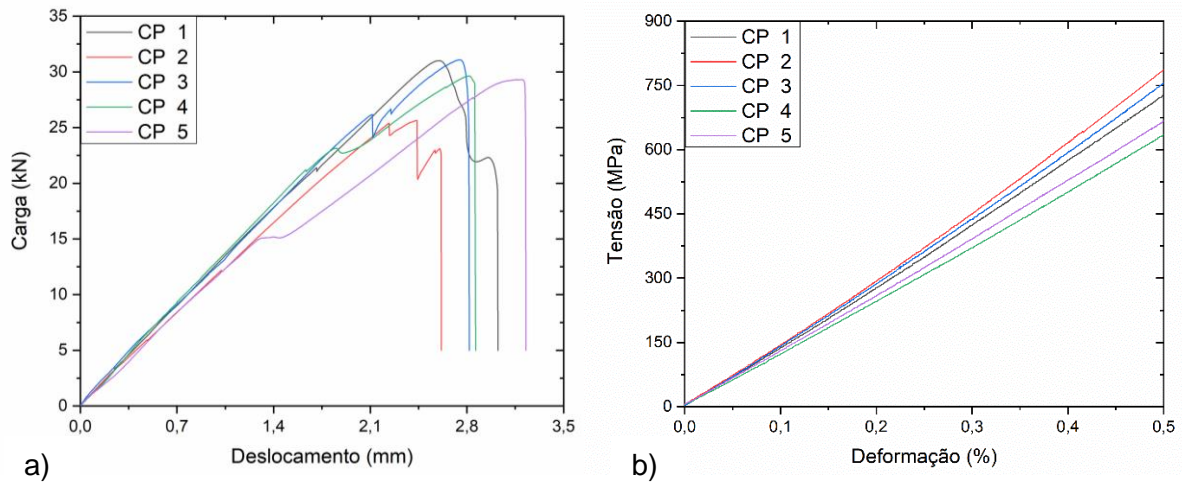 35
30
25
20
15
10
5
0
Carga (kN)
CP 1
CP 2
CP 3
CP 4
CP 5
0,0 0,7 1,4 2,1 2,8 3,5
Deslocamento (mm)
a)
900
750
600
450
300
150
0
Tensão (MPa)
CP 1
CP 2
CP 3
CP 4
CP 5
0,0 0,1 0,2 0,3 0,4 0,5
Deformação (%)
b)